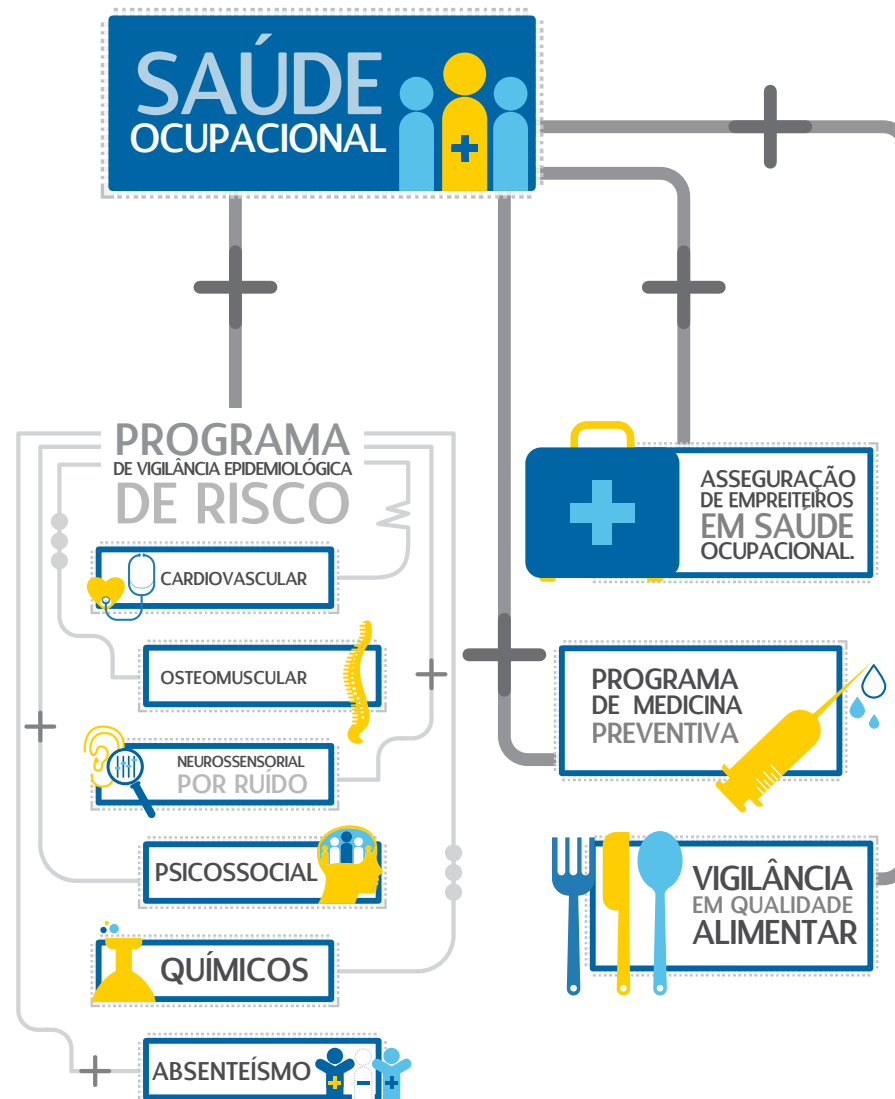 SAÚDE
OCUPACIONAL
PROGRAMA
DE VIGILÂNCIA EPIDEMIOLÓGICA
DE RISCO
CARDIOVASCULAR
OSTEOMUSCULAR
NEUROSSENSORIAL
POR RUÍDO
PSICOSSOCIAL
QUÍMICOS
ABSENTEÍSMO
ASSEGURAÇÃO
DE EMPREITEIROS
EM SAÚDE
OCUPACIONAL.
PROGRAMA
DE MEDICINA
PREVENTIVA
VIGILÂNCIA
EM QUALIDADE
ALIMENTAR